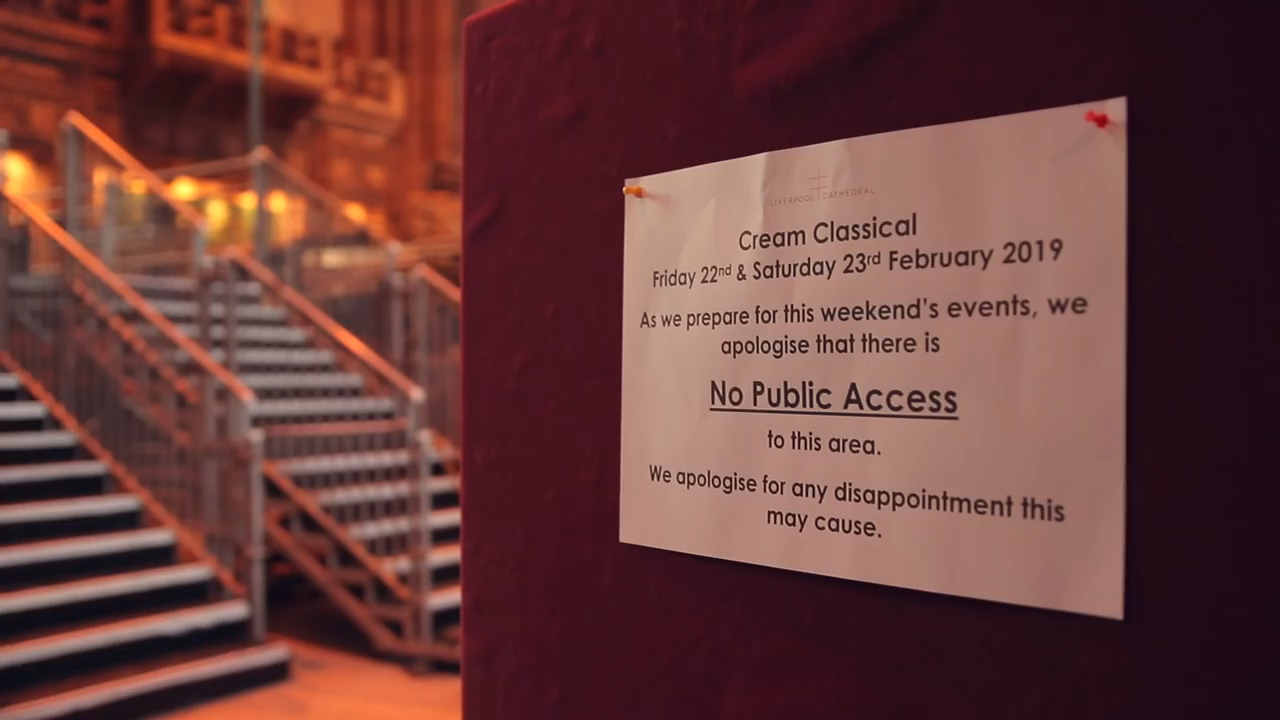 LIVERPOOL CATHEDRAL
Cream Classical
Friday 22nd & Saturday 23rd February 2019
As we prepare for this weekend's events, we
apologise that there is
No Public Access
to this area.
We apologise for any disappointment this
may cause.